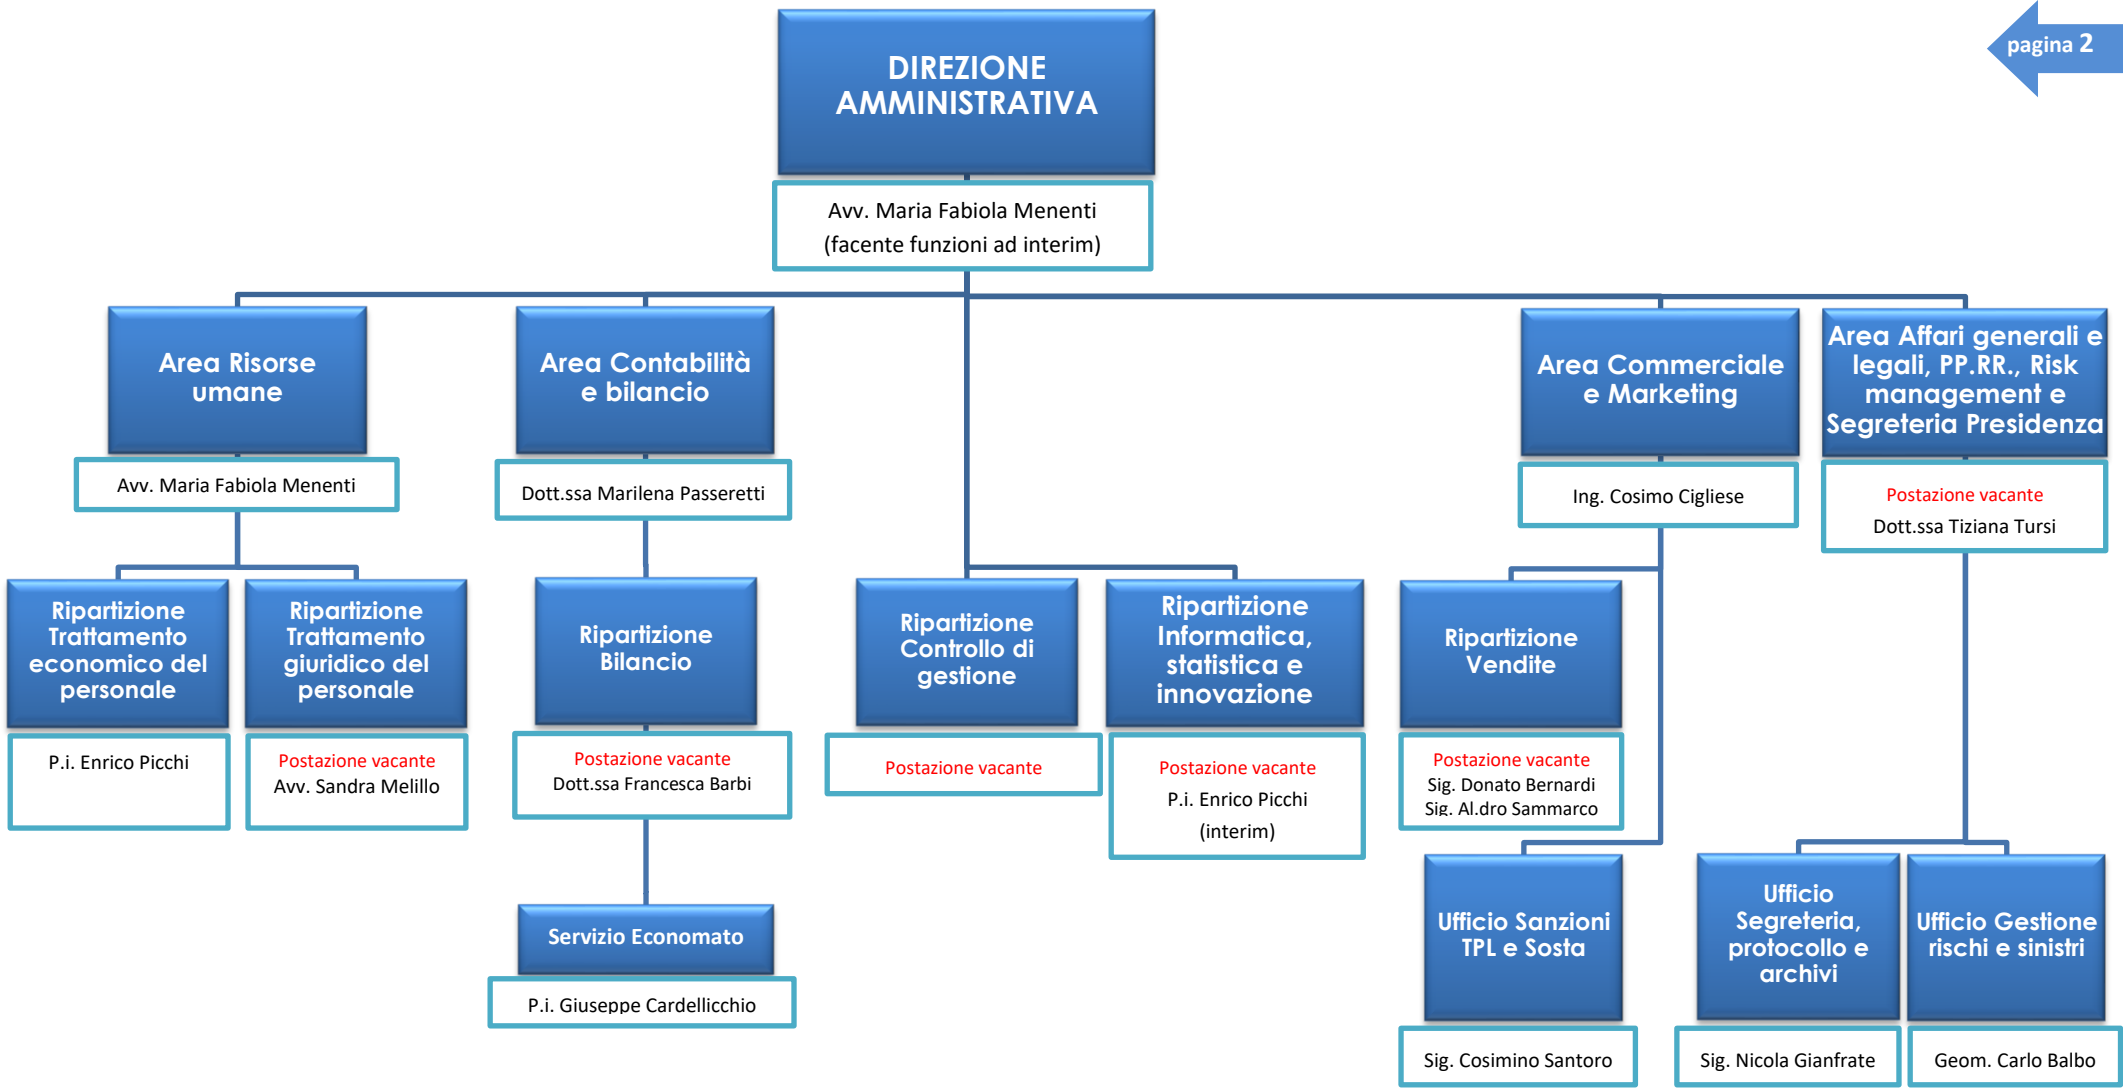 pagina 2
DIREZIONE
AMMINISTRATIVA
Avv. Maria Fabiola Menenti
(facente funzioni ad interim)
Area Risorse
umane
Avv. Maria Fabiola Menenti
Area Contabilità
e bilancio
Dott.ssa Marilena Passeretti
Area Commerciale
e Marketing
Ing. Cosimo Cigliese
Area Affari generali e
legali, PP.RR., Risk
management e
Segreteria Presidenza
Postazione vacante
Dott.ssa Tiziana Tursi
Ripartizione
Trattamento
economico del
personale
P.i. Enrico Picchi
Ripartizione
Trattamento
giuridico del
personale
Postazione vacante
Avv. Sandra Melillo
Ripartizione
Bilancio
Postazione vacante
Dott.ssa Francesca Barbi
Ripartizione
Controllo di
gestione
Postazione vacante
Ripartizione
Informatica,
statistica e
innovazione
Postazione vacante
P.i. Enrico Picchi
(interim)
Ripartizione
Vendite
Postazione vacante
Sig. Donato Bernardi
Sig. Al.dro Sammarco
Servizio Economato
P.i. Giuseppe Cardellicchio
Ufficio Sanzioni
TPL e Sosta
Sig. Cosimino Santoro
Ufficio
Segreteria,
protocollo e
archivi
Sig. Nicola Gianfrate
Ufficio Gestione
rischi e sinistri
Geom. Carlo Balbo